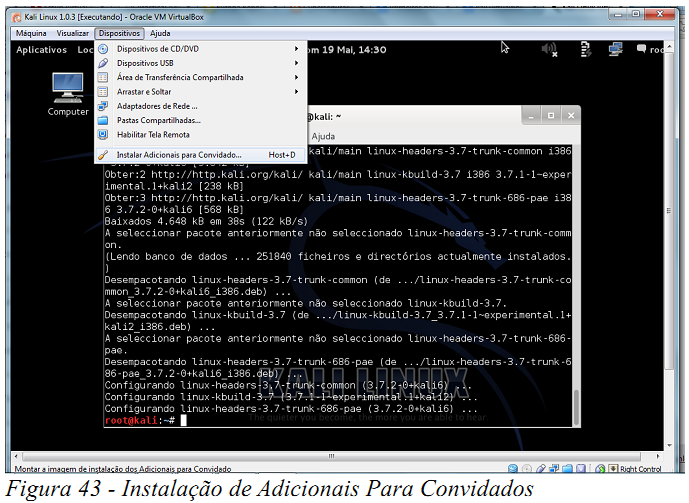 Kali Linux 1.0.3 [Executando] - Oracle VM VirtualBox
Máquina Visualizar Dispositivos Ajuda
Aplicativos Loc
om 19 Mai, 14:30
roo
Dispositivos de CD/DVD
Dispositivos USB
Área de Transferência Compartilhada
Arrastar e Soltar
Adaptadores de Rede ...
Pastas Compartilhadas...
Habilitar Tela Remota
Instalar Adicionais para Convidado... Host+D
Computer
@kali: ~
Ajuda
kali/main linux-headers-3.7-trunk-common i386
Obter:2 http://http.kali.org/kali/ kali/main linux-kbuild-3.7 i386 3.7.1-1~exper
imental.1+kali2 [238 kB]
Obter:3 http://http.kali.org/kali/ kali/main linux-headers-3.7-trunk-686-pae i38
6 3.7.2-0+kali6 [568 kB]
Baixados 4.648 kB em 38s (122 kB/s)
A seleccionar pacote anteriormente não seleccionado linux-headers-3.7-trunk-comm
on.
(Lendo banco de dados ... 251840 ficheiros e directórios actualmente instalados.
)
Desempacotando linux-headers-3.7-trunk-common (de .../linux-headers-3.7-trunk-co
mmon_3.7.2-0+kali6_i386.deb) ...
A seleccionar pacote anteriormente não seleccionado linux-kbuild-3.7.
Desempacotando linux-kbuild-3.7 (de .../linux-kbuild-3.7_3.7.1-1~experimental.1+
kali2_i386.deb) ...
A seleccionar pacote anteriormente não seleccionado linux-headers-3.7-trunk-686-
pae.
Desempacotando linux-headers-3.7-trunk-686-pae (de .../linux-headers-3.7-trunk-6
86-pae_3.7.2-0+kali6_i386.deb) ...
Configurando linux-headers-3.7-trunk-common (3.7.2-0+kali6) ...
Configurando linux-kbuild-3.7 (3.7.1-1~experimental.1+kali2) ...
Configurando linux-headers-3.7-trunk-686-pae (3.7.2-0+kali6) ...
root@kali:~#
KALI LINUX
The quieter you become, the more you are able to hear.
Montar a imagem de instalação dos Adicionais para Convidado
Right Control
Figura 43 - Instalação de Adicionais Para Convidados